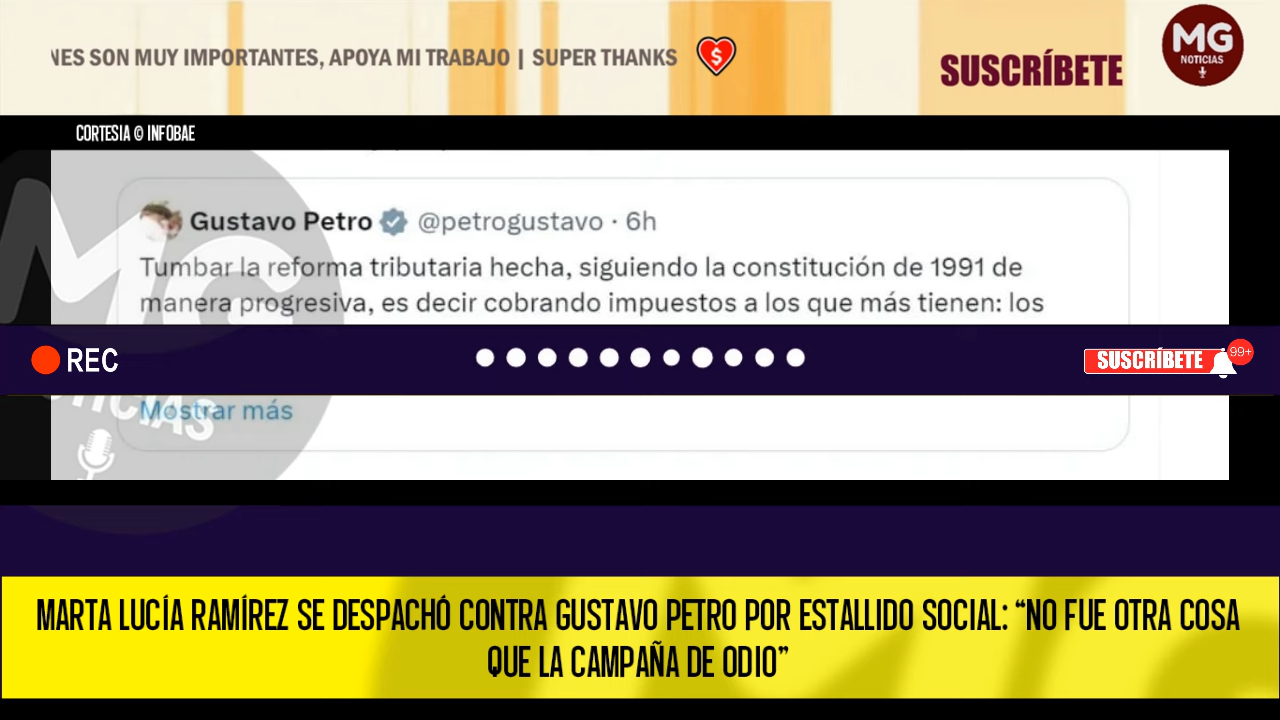 NES SON MUY IMPORTANTES, APOYA MI TRABAJO | SUPER THANKS
$
SUSCRÍBETE
MG
NOTICIAS
CORTESIA © INFOBAE
Gustavo Petro @petrogustavo · 6h
Tumbar la reforma tributaria hecha, siguiendo la constitución de 1991 de
manera progresiva, es decir cobrando impuestos a los que más tienen: los
REC
SUSCRÍBETE
99+
Mostrar más
MG
NOTICIAS
MARTA LUCÍA RAMÍREZ SE DESPACHÓ CONTRA GUSTAVO PETRO POR ESTALLIDO SOCIAL: “NO FUE OTRA COSA
QUE LA CAMPAÑA DE ODIO”